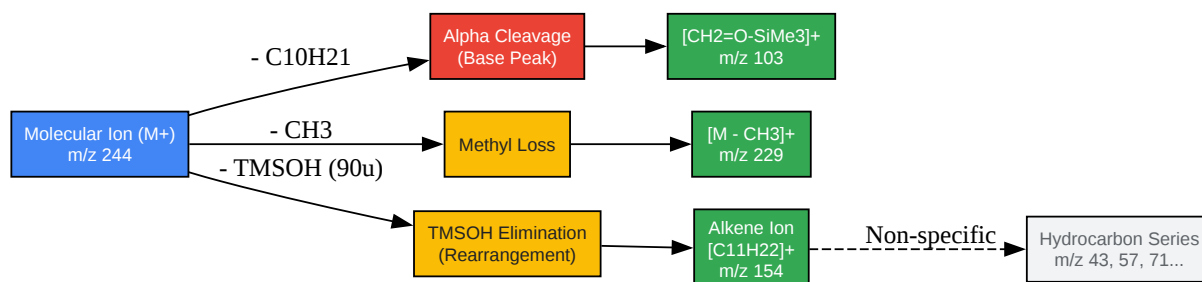 Alpha Cleavage
(Base Peak)
[CH2=O-SiMe3]+
m/z 103
- C10H21
Molecular Ion (M+)
m/z 244
- CH3
Methyl Loss
[M - CH3]+
m/z 229
- TMSOH (90u)
TMSOH Elimination
(Rearrangement)
Alkene Ion
[C11H22]+
m/z 154
Non-specific
Hydrocarbon Series
m/z 43, 57, 71...